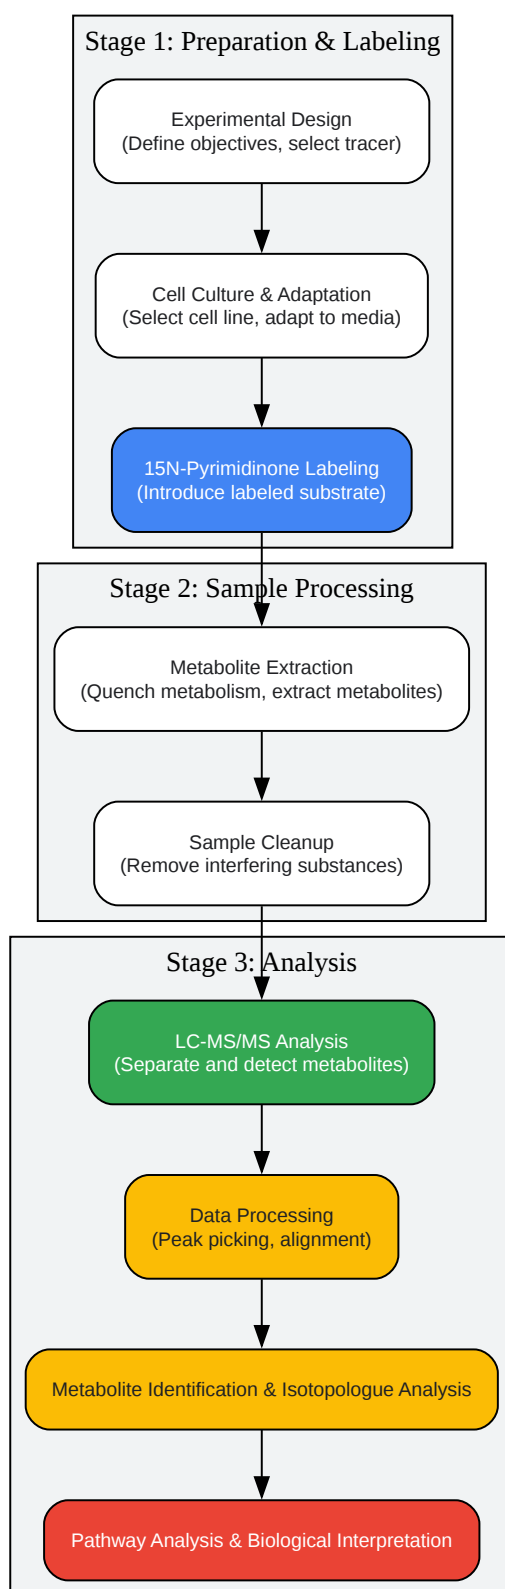 Stage 1: Preparation & Labeling
Experimental Design
(Define objectives, select tracer)
Cell Culture & Adaptation
(Select cell line, adapt to media)
15N-Pyrimidinone Labeling
(Introduce labeled substrate)
Stage 2: Sample Processing
Metabolite Extraction
(Quench metabolism, extract metabolites)
Sample Cleanup
(Remove interfering substances)
Stage 3: Analysis
LC-MS/MS Analysis
(Separate and detect metabolites)
Data Processing
(Peak picking, alignment)
Metabolite Identification & Isotopologue Analysis
Pathway Analysis & Biological Interpretation